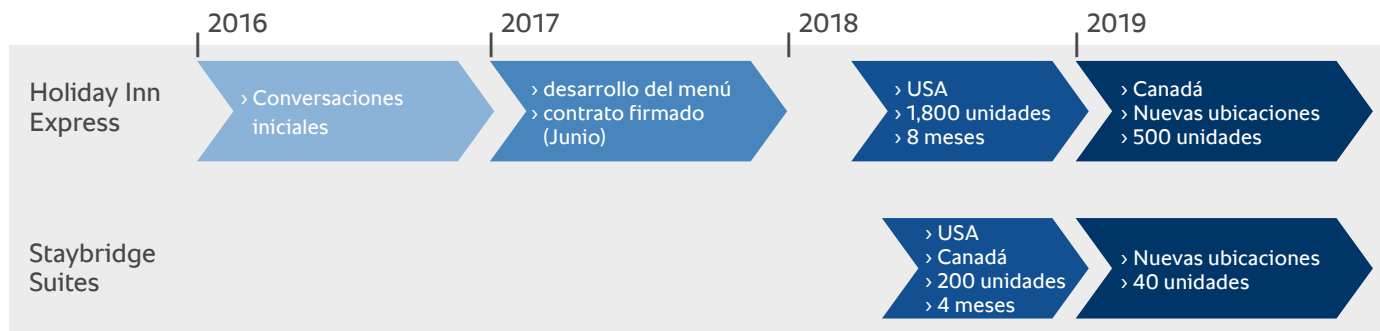 2016
2017
2018
2019
Holiday Inn
Express
› Conversaciones
iniciales
› desarrollo del menú
› contrato firmado
(Junio)
› USA
› 1,800 unidades
› 8 meses
› Canadá
› Nuevas ubicaciones
› 500 unidades
Staybridge
Suites
› USA
› Canadá
› 200 unidades
› 4 meses
› Nuevas ubicaciones
› 40 unidades